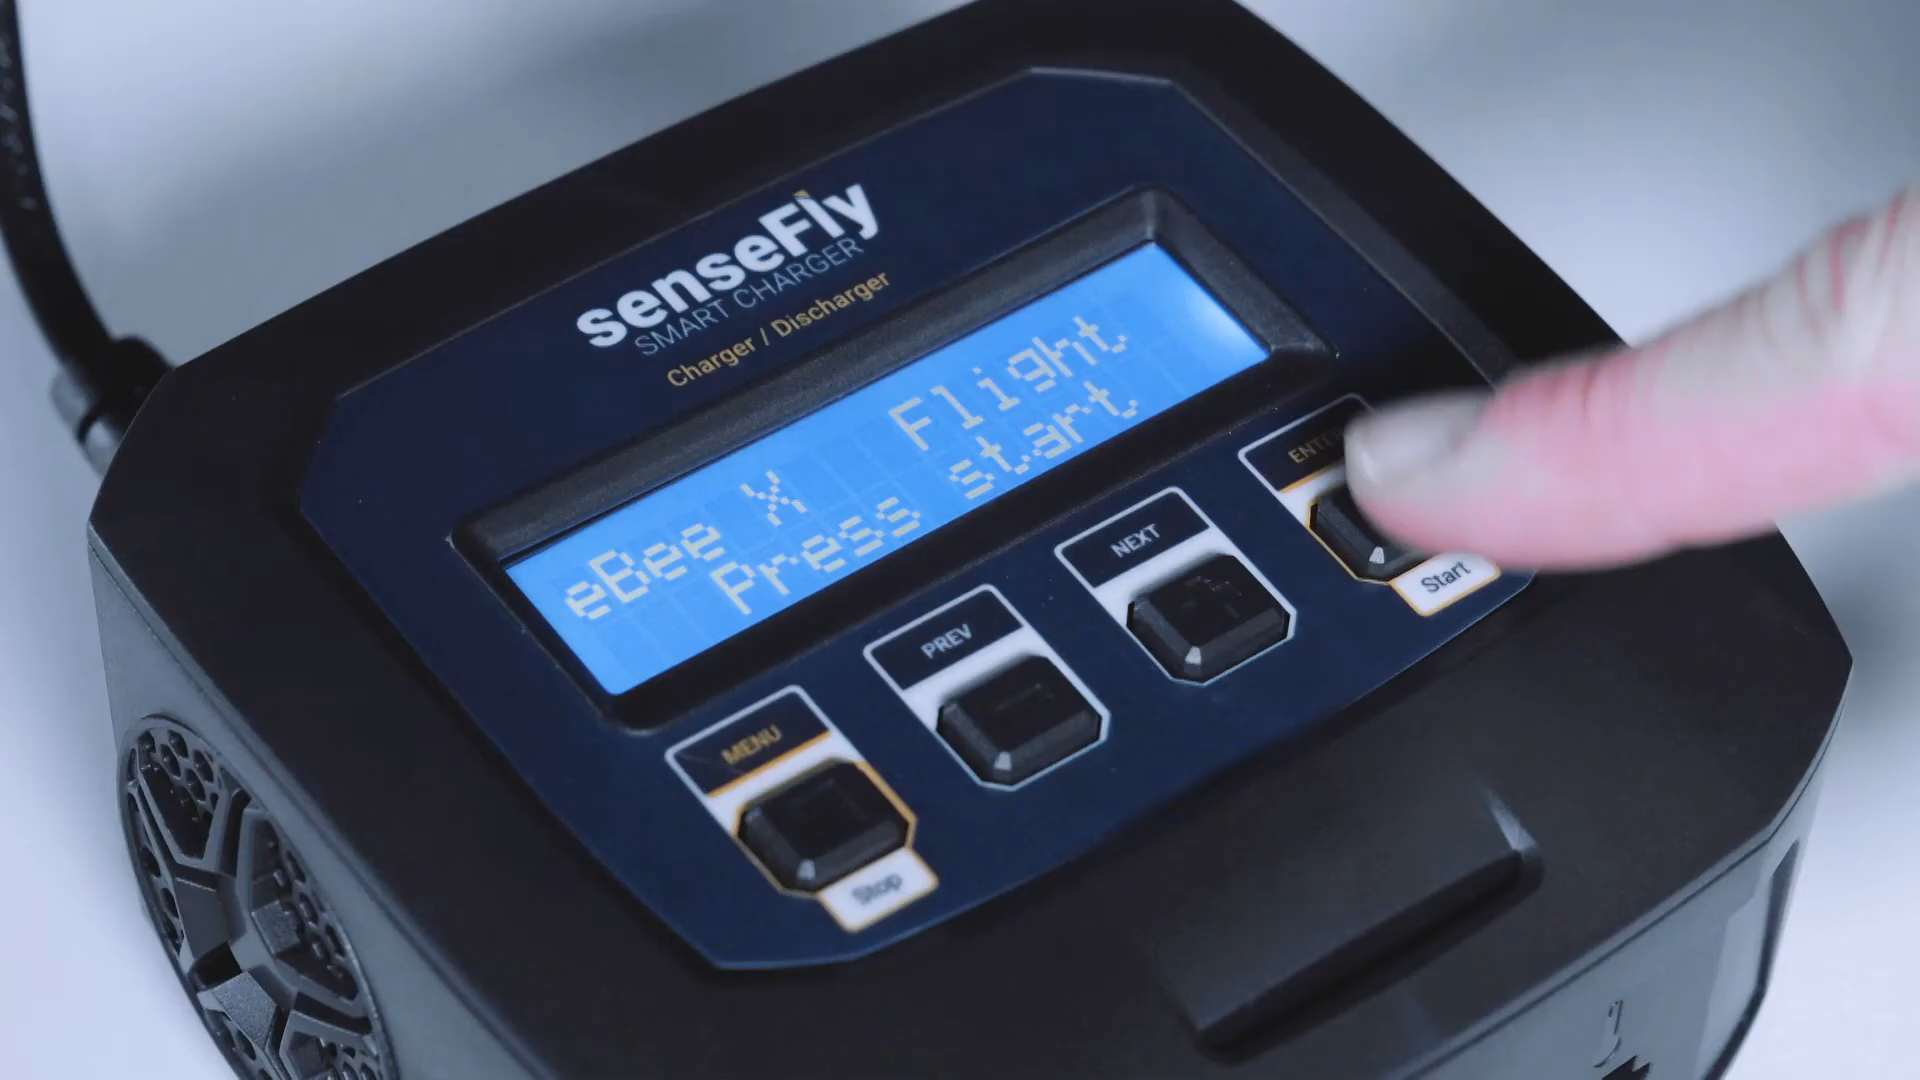 senseFly
SMART CHARGER
Charger / Discharger
eBee X Flight
Press start
MENU
Stop
PREV
NEXT
ENTER
Start